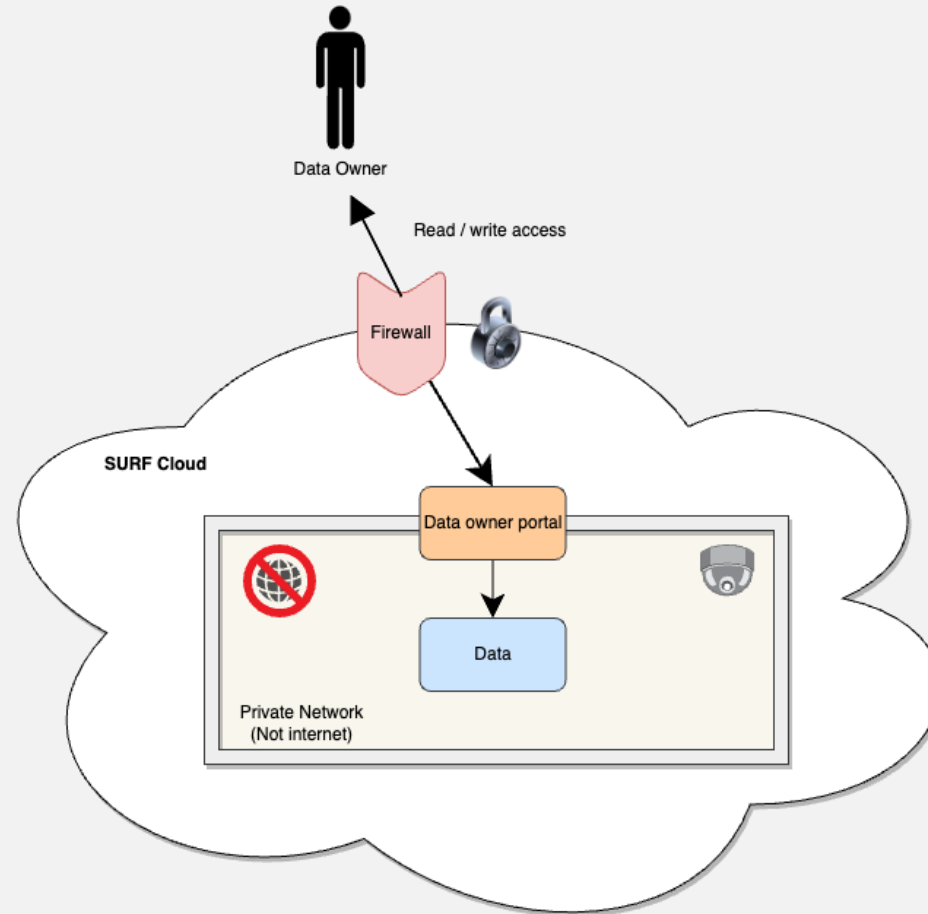 Data Owner
Read / write access
Firewall
SURF Cloud
Data owner portal
Data
Private Network
(Not internet)